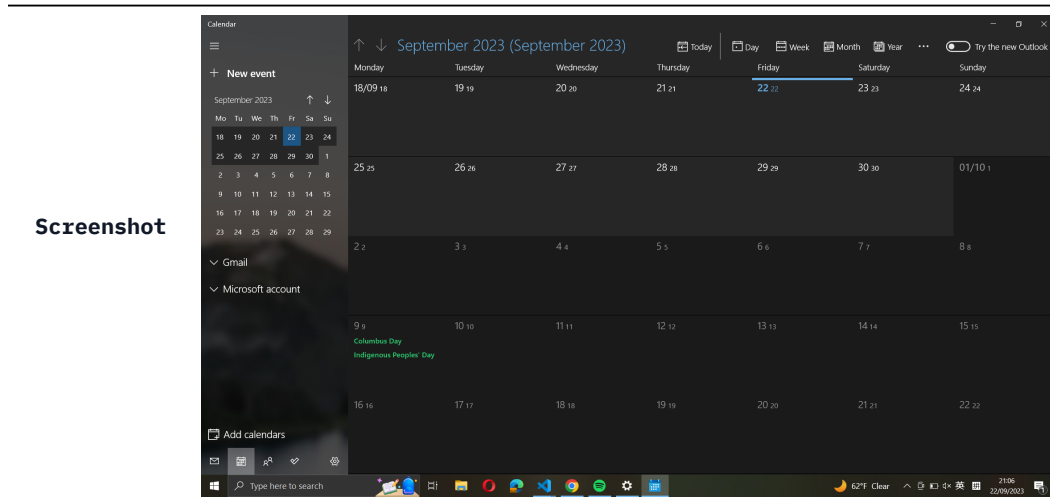 Screenshot
Calendar
↑ ↓ September 2023 (September 2023) Today Day Week Month Year ... Try the new Outlook
+ New event
September 2023 ↑ ↓
Mo Tu We Th Fr Sa Su
18 19 20 21 22 23 24
25 26 27 28 29 30 1
2 3 4 5 6 7 8
9 10 11 12 13 14 15
16 17 18 19 20 21 22
23 24 25 26 27 28 29
Gmail
Microsoft account
Add calendars
Monday Tuesday Wednesday Thursday Friday Saturday Sunday
18/09 18 19 19 20 20 21 21 22 22 23 23 24 24
25 25 26 26 27 27 28 28 29 29 30 30 01/10 1
2 2 3 3 4 4 5 5 6 6 7 7 8 8
9 9 10 10 11 11 12 12 13 13 14 14 15 15
Columbus Day
Indigenous Peoples' Day
16 16 17 17 18 18 19 19 20 20 21 21 22 22
Type here to search 62°F Clear 英 21:06
22/09/2023